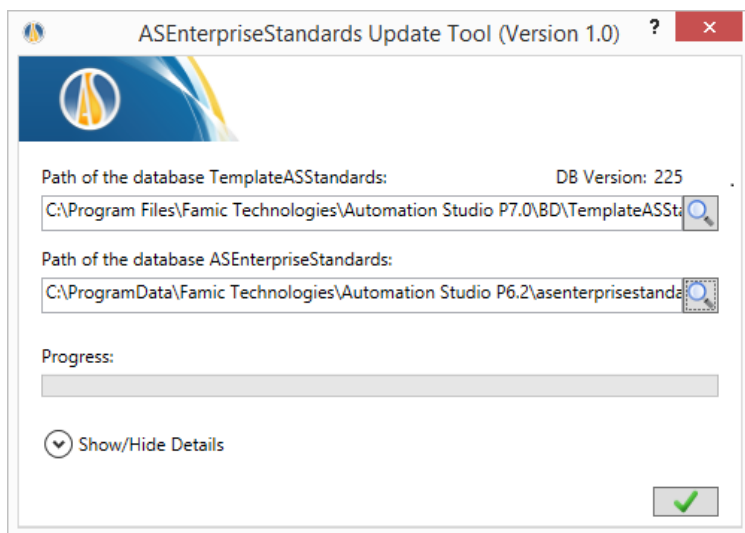 ASEnterpriseStandards Update Tool (Version 1.0) ?
Path of the database TemplateASStandards: DB Version: 225 .
C:\Program Files\Famic Technologies\Automation Studio P7.0\BD\TemplateASSta
Path of the database ASEnterpriseStandards:
C:\ProgramData\Famic Technologies\Automation Studio P6.2\asenterprisestanda
Progress:
Show/Hide Details